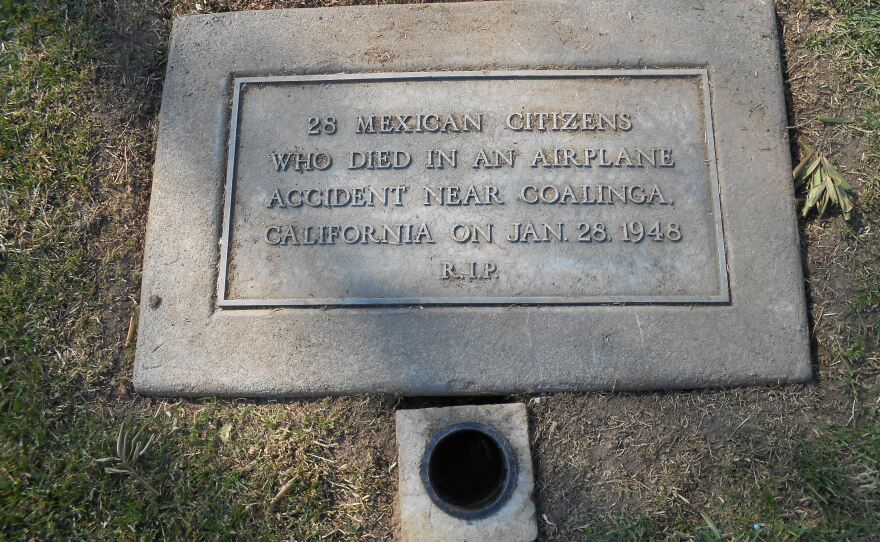 28 MEXICAN CITIZENS
WHO DIED IN AN AIRPLANE
ACCIDENT NEAR COALINGA,
CALIFORNIA ON JAN. 28, 1948
R.I.P.